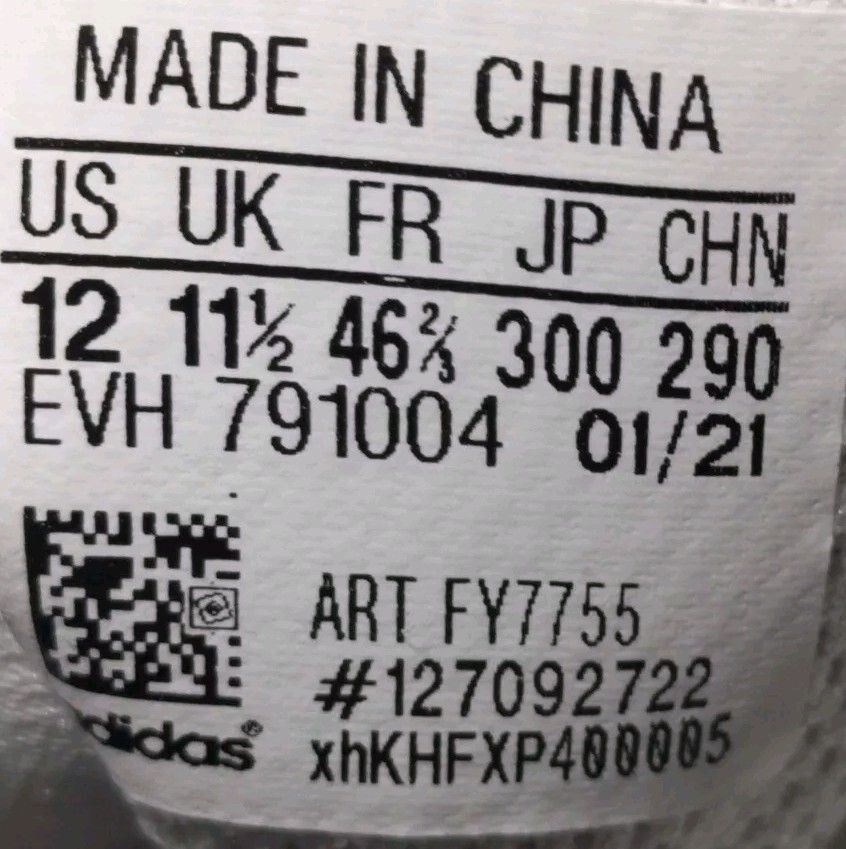 MADE IN CHINA
US UK FR JP CHN
12 11½ 46⅔ 300 290
EVH 791004 01/21
ART FY7755
#127092722
xhKHFXP400005
adidas®